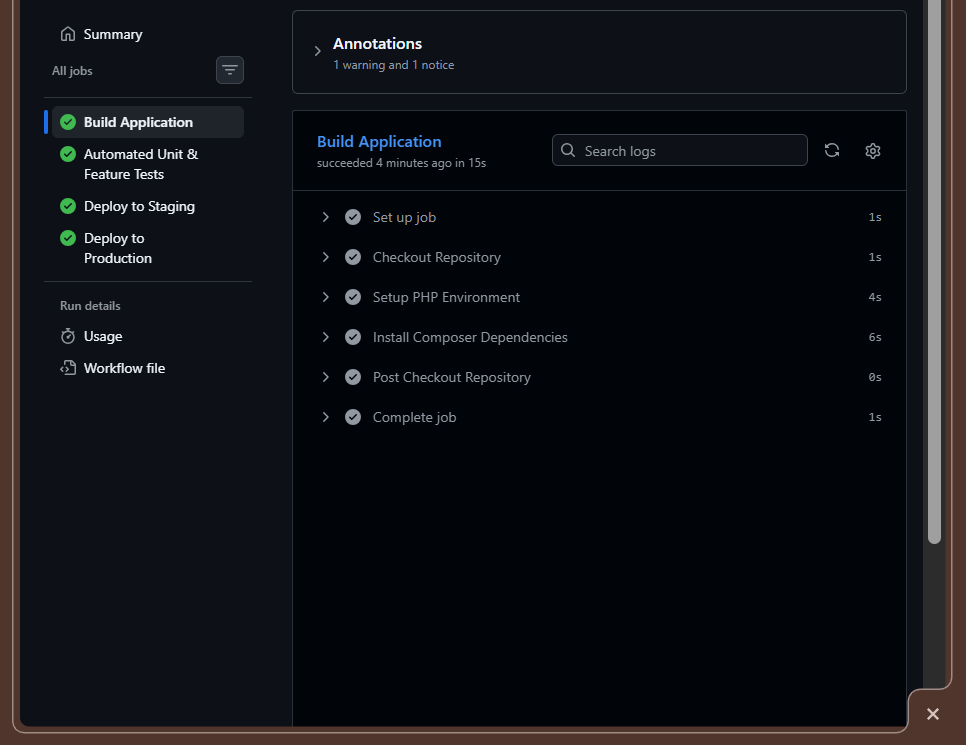 Summary
All jobs
Build Application
Automated Unit &
Feature Tests
Deploy to Staging
Deploy to
Production
Run details
Usage
Workflow file
Annotations
1 warning and 1 notice
Build Application
succeeded 4 minutes ago in 15s
Search logs
Set up job 1s
Checkout Repository 1s
Setup PHP Environment 4s
Install Composer Dependencies 6s
Post Checkout Repository 0s
Complete job 1s